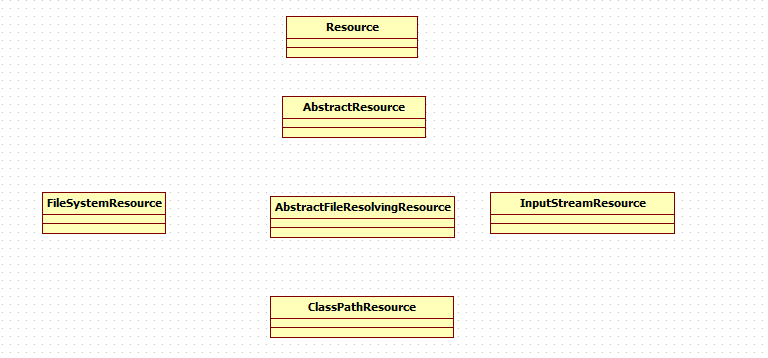 Resource
AbstractResource
FileSystemResource
AbstractFileResolvingResource
InputStreamResource
ClassPathResource